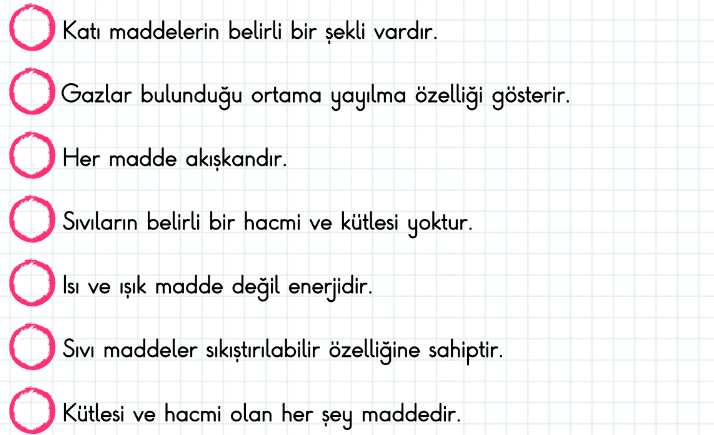 Katı maddelerin belirli bir şekli vardır.
Gazlar bulunduğu ortama yayılma özelliği gösterir.
Her madde akışkandır.
Sıvıların belirli bir hacmi ve kütlesi yoktur.
Isı ve ışık madde değil enerjidir.
Sıvı maddeler sıkıştırılabilir özelliğine sahiptir.
Kütlesi ve hacmi olan her şey maddedir.